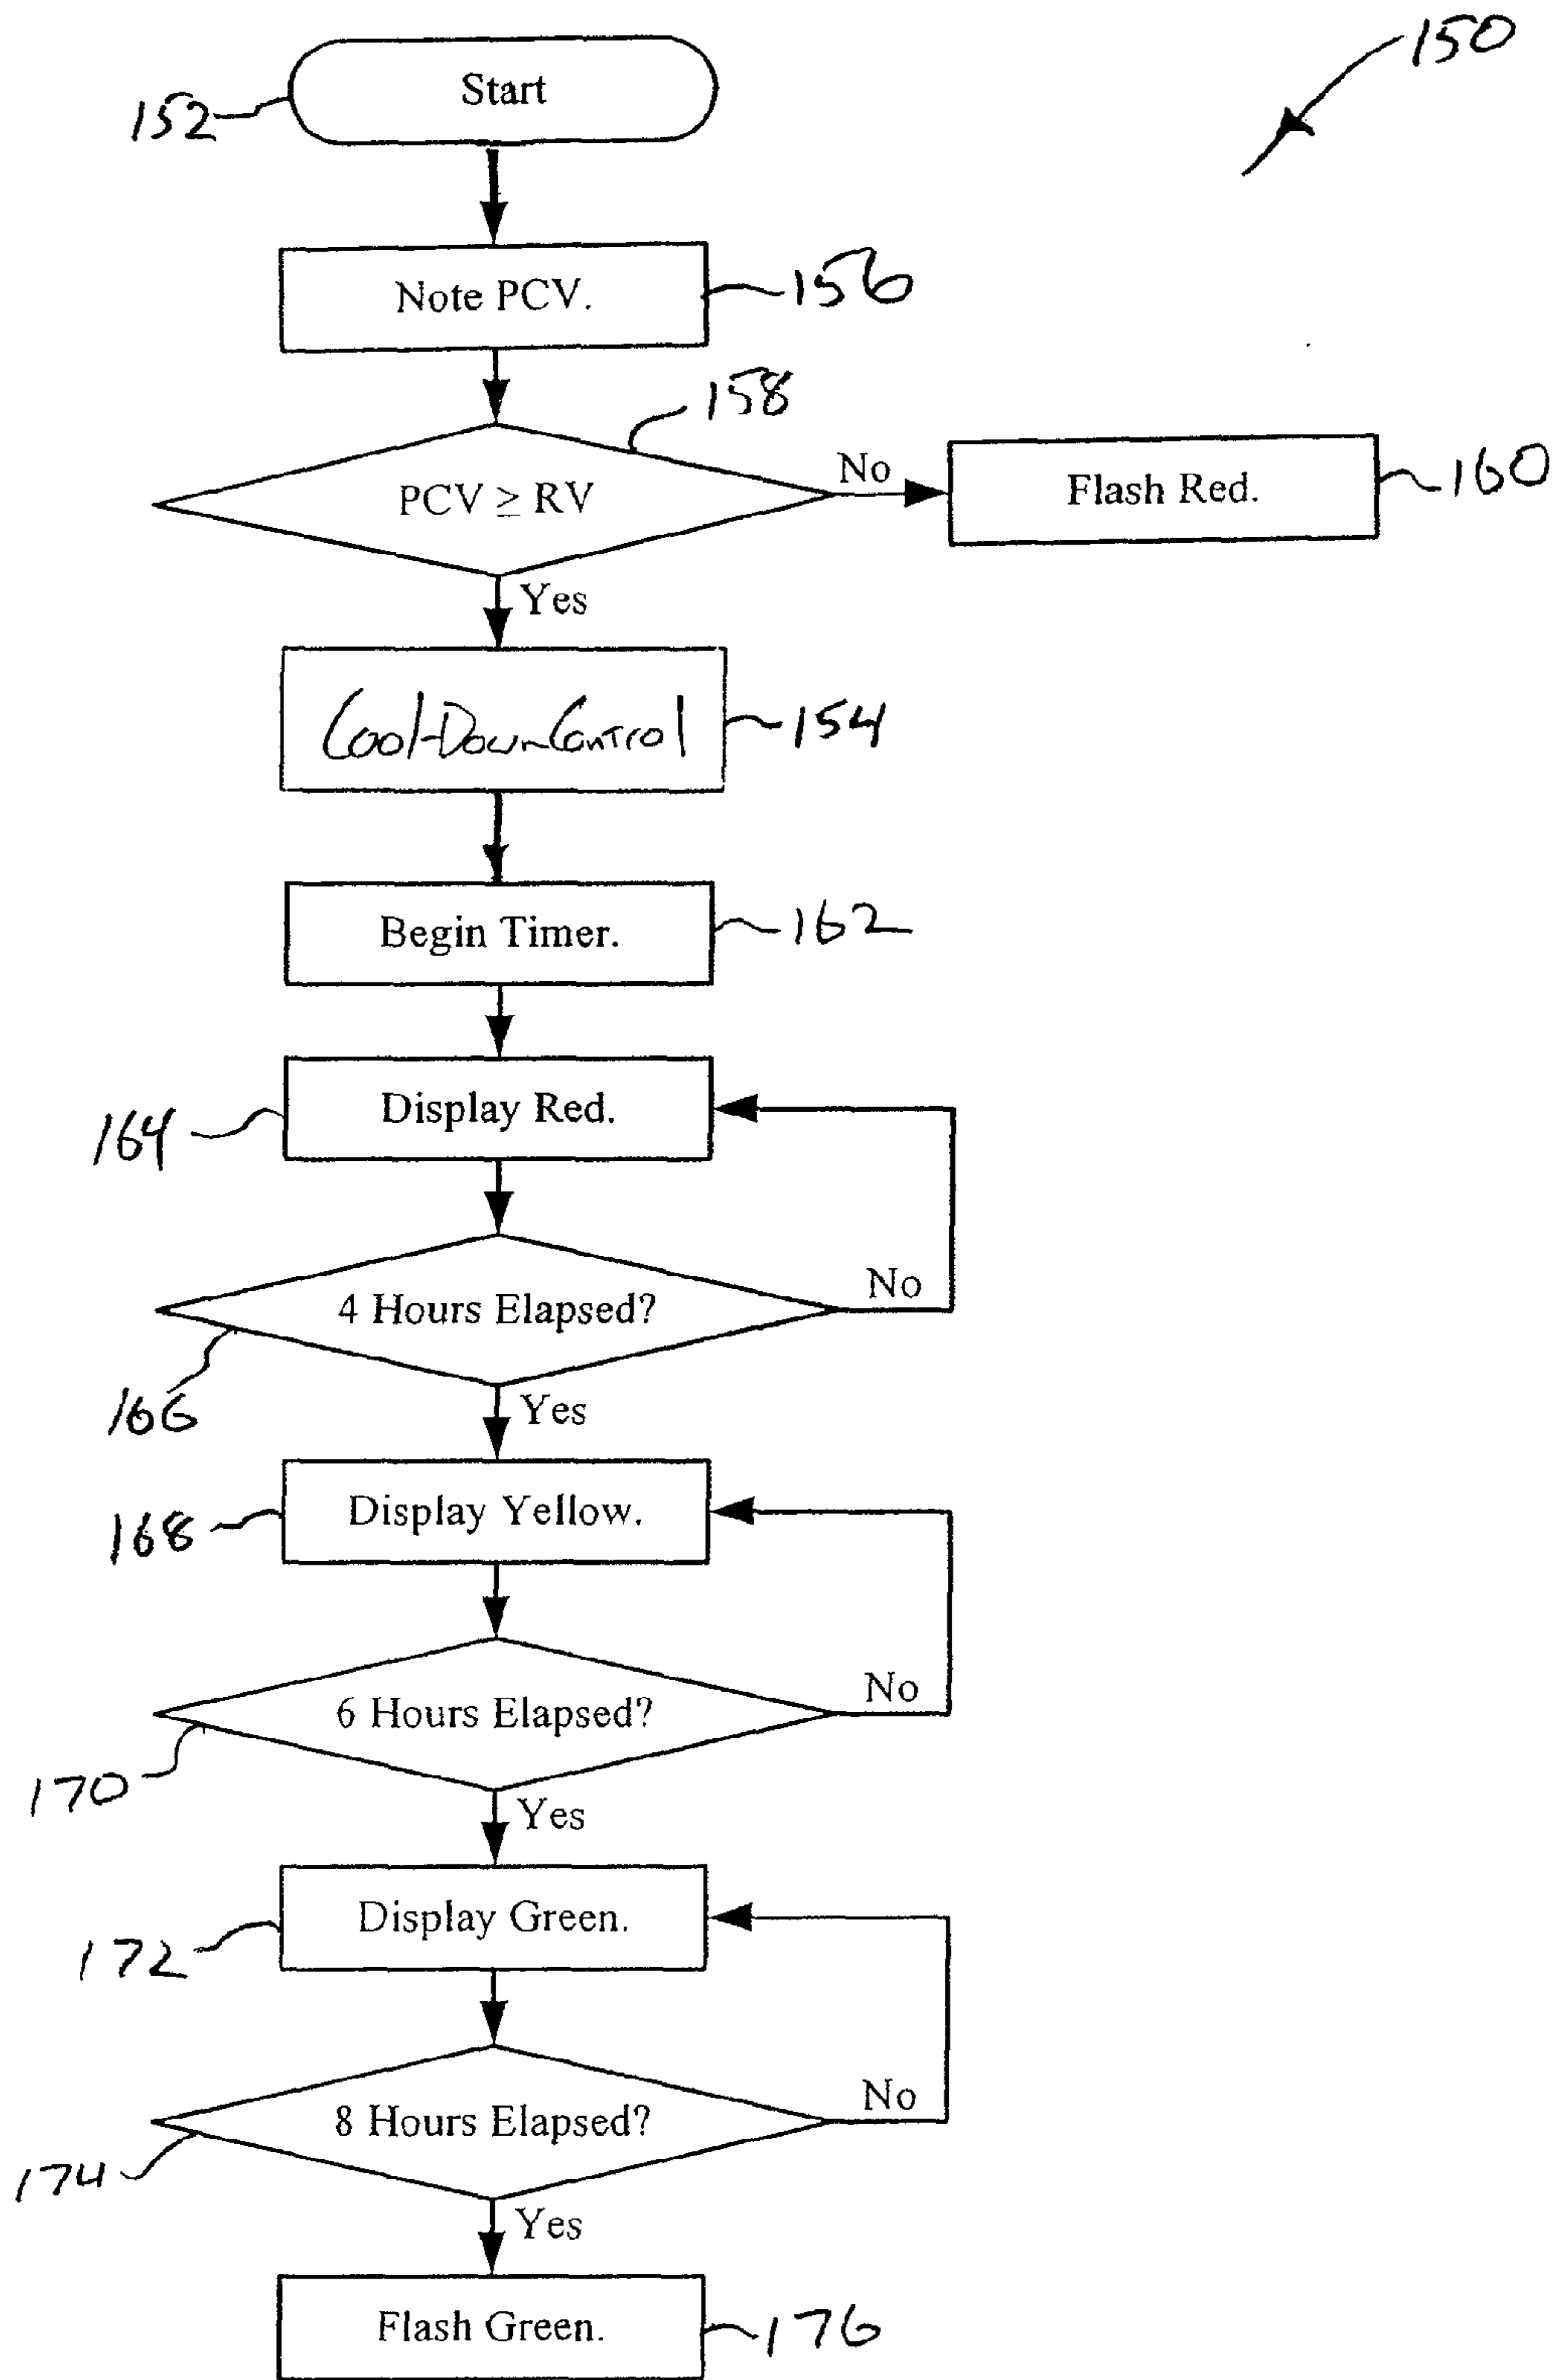 150
Start
152
Note PCV.
156
158
PCV ≥ RV
No
Flash Red.
160
Yes
Cool-Down Control
154
Begin Timer.
162
Display Red.
164
4 Hours Elapsed?
No
166
Yes
Display Yellow.
168
6 Hours Elapsed?
No
170
Yes
Display Green.
172
8 Hours Elapsed?
No
174
Yes
Flash Green.
176